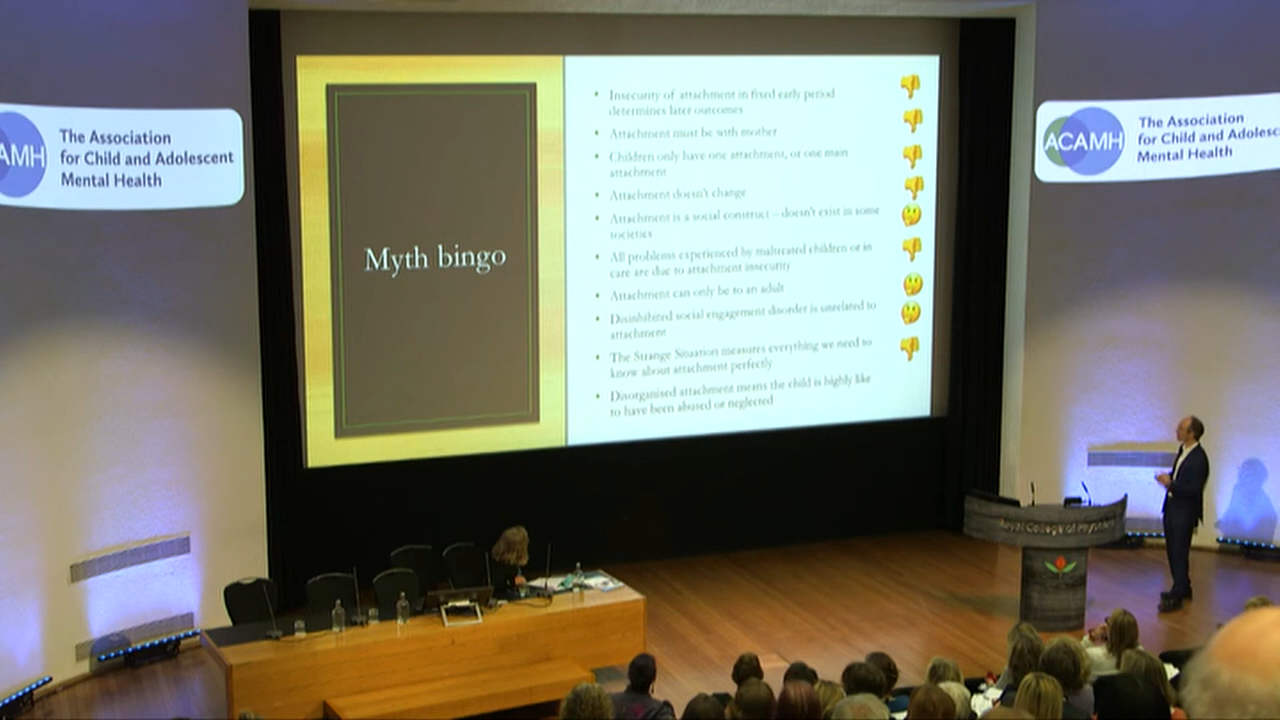 AMH
The Association
for Child and Adolescent
Mental Health
Myth bingo
• Insecurity of attachment in fixed early period
determines later outcomes
• Attachment must be with mother
• Children only have one attachment, or one main
attachment
• Attachment doesn't change
• Attachment is a social construct – doesn't exist in some
societies
• All problems experienced by maltreated children or in
care are due to attachment insecurity
• Attachment can only be to an adult
• Disinhibited social engagement disorder is unrelated to
attachment
• The Strange Situation measures everything we need to
know about attachment perfectly
• Disorganised attachment means the child is highly like
to have been abused or neglected
ACAMH
The Association
for Child and Adolesc
Mental Health
Royal College of Physic